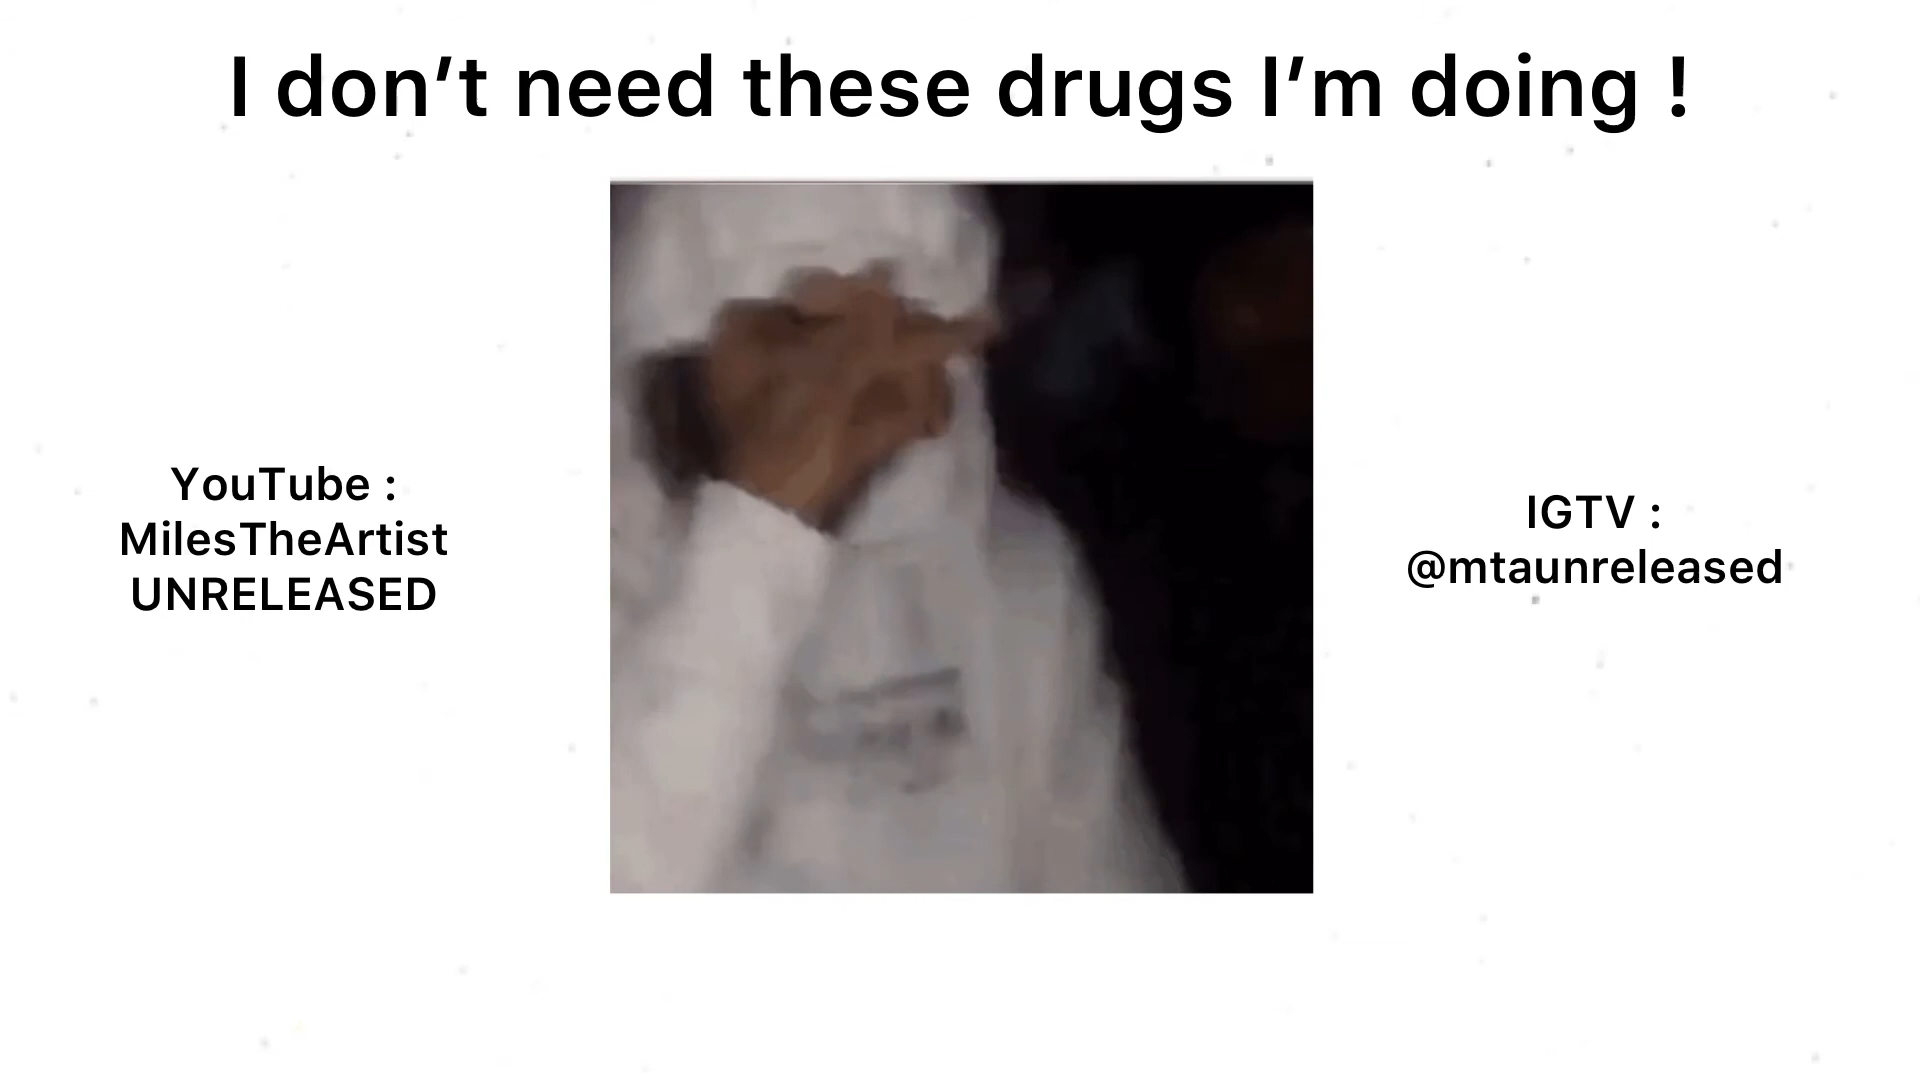 I don’t need these drugs I’m doing !
YouTube :
MilesTheArtist
UNRELEASED
IGTV :
@mtaunreleased